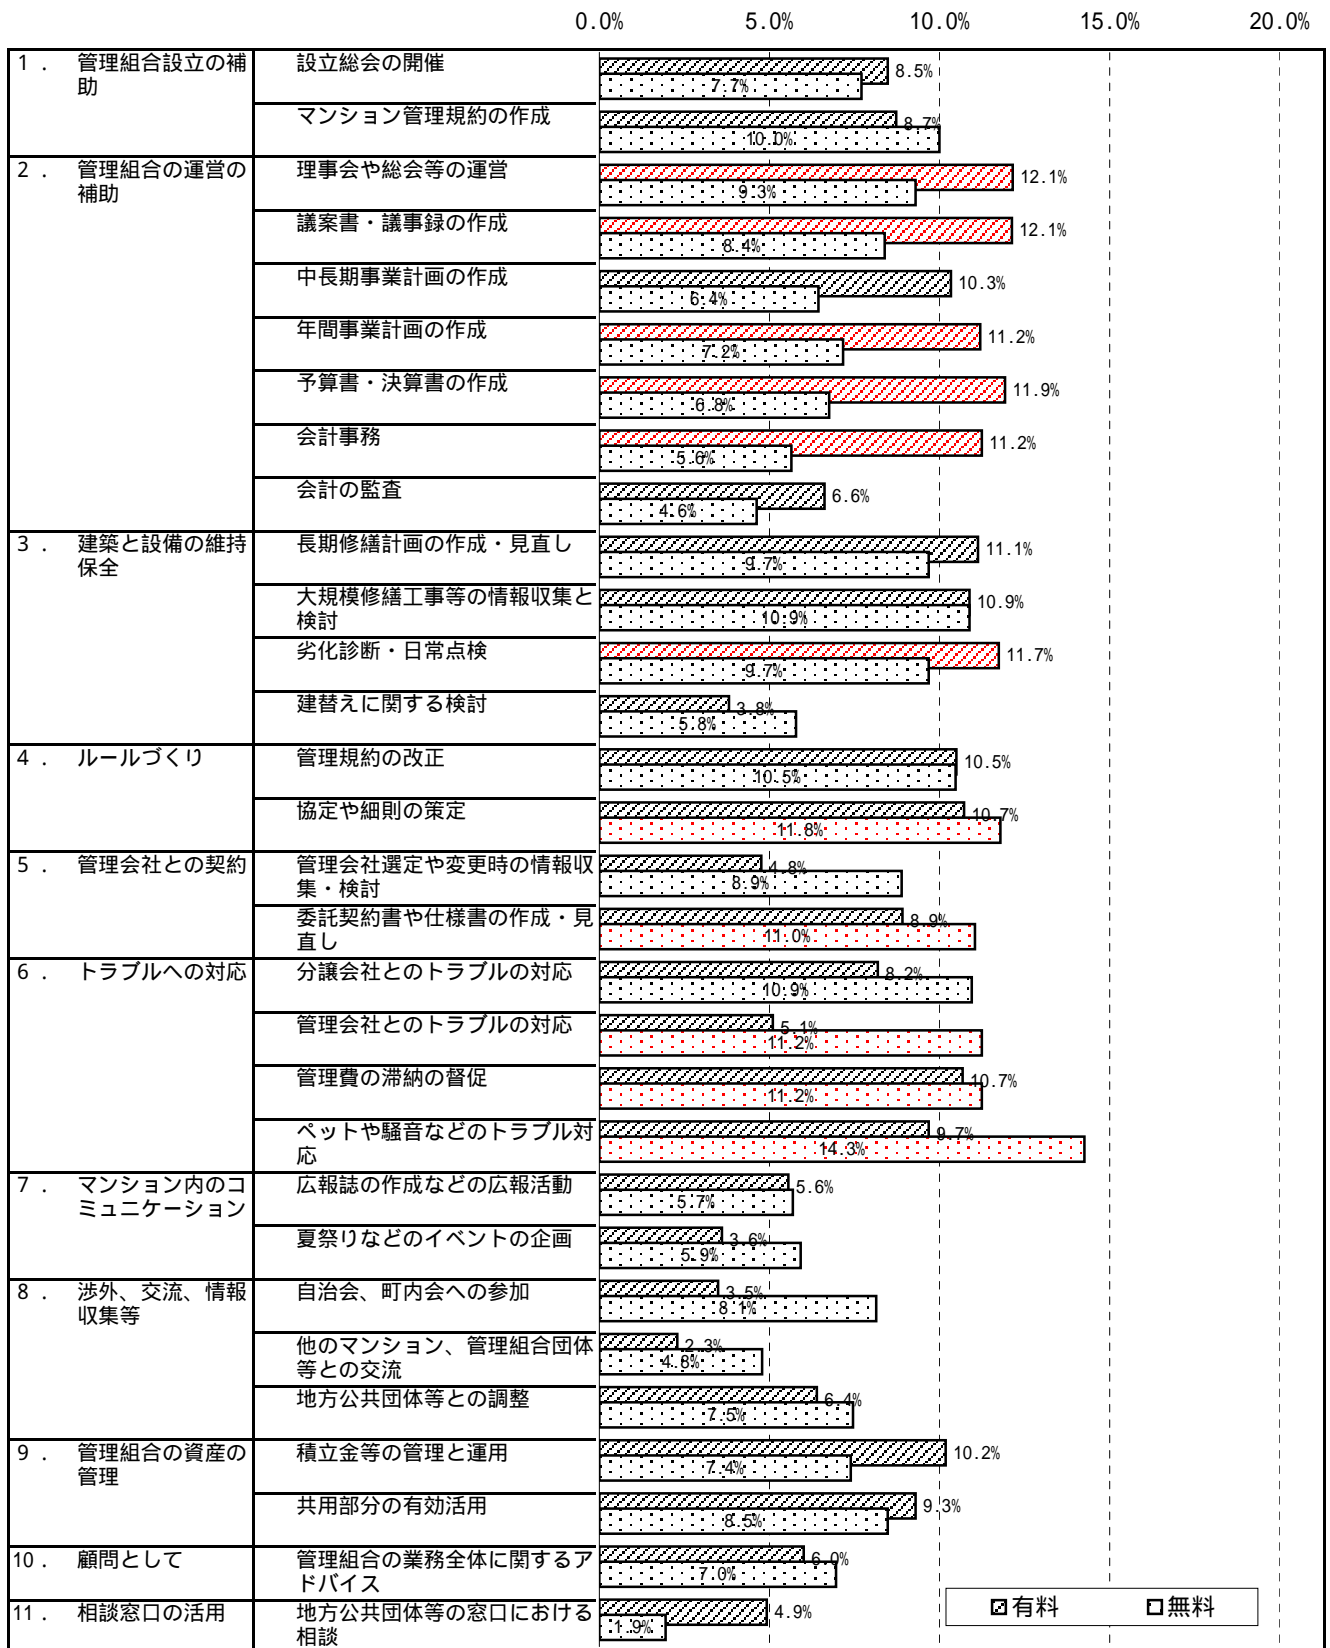 0.0% 5.0% 10.0% 15.0% 20.0%
1． 管理組合設立の補助
設立総会の開催 8.5% 7.7%
マンション管理規約の作成 8.7% 10.0%
2． 管理組合の運営の補助
理事会や総会等の運営 12.1% 9.3%
議案書・議事録の作成 12.1% 8.4%
中長期事業計画の作成 10.3% 6.4%
年間事業計画の作成 11.2% 7.2%
予算書・決算書の作成 11.9% 6.8%
会計事務 11.2% 5.6%
会計の監査 6.6% 4.6%
3． 建築と設備の維持保全
長期修繕計画の作成・見直し 11.1% 9.7%
大規模修繕工事等の情報収集と検討 10.9% 10.9%
劣化診断・日常点検 11.7% 9.7%
建替えに関する検討 3.8% 5.8%
4． ルールづくり
管理規約の改正 10.5% 10.5%
協定や細則の策定 10.7% 11.8%
5． 管理会社との契約
管理会社選定や変更時の情報収集・検討 4.8% 8.9%
委託契約書や仕様書の作成・見直し 8.9% 11.0%
6． トラブルへの対応
分譲会社とのトラブルの対応 8.2% 10.9%
管理会社とのトラブルの対応 5.1% 11.2%
管理費の滞納の督促 10.7% 11.2%
ペットや騒音などのトラブル対応 9.7% 14.3%
7． マンション内のコミュニケーション
広報誌の作成などの広報活動 5.6% 5.7%
夏祭りなどのイベントの企画 3.6% 5.9%
8． 渉外、交流、情報収集等
自治会、町内会への参加 3.5% 8.1%
他のマンション、管理組合団体等との交流 2.3% 4.8%
地方公共団体等との調整 6.4% 7.5%
9． 管理組合の資産の管理
積立金等の管理と運用 10.2% 7.4%
共用部分の有効活用 9.3% 8.5%
10． 顧問として
管理組合の業務全体に関するアドバイス 6.0% 7.0%
11． 相談窓口の活用
地方公共団体等の窓口における相談 4.9% 1.9%
有料 無料